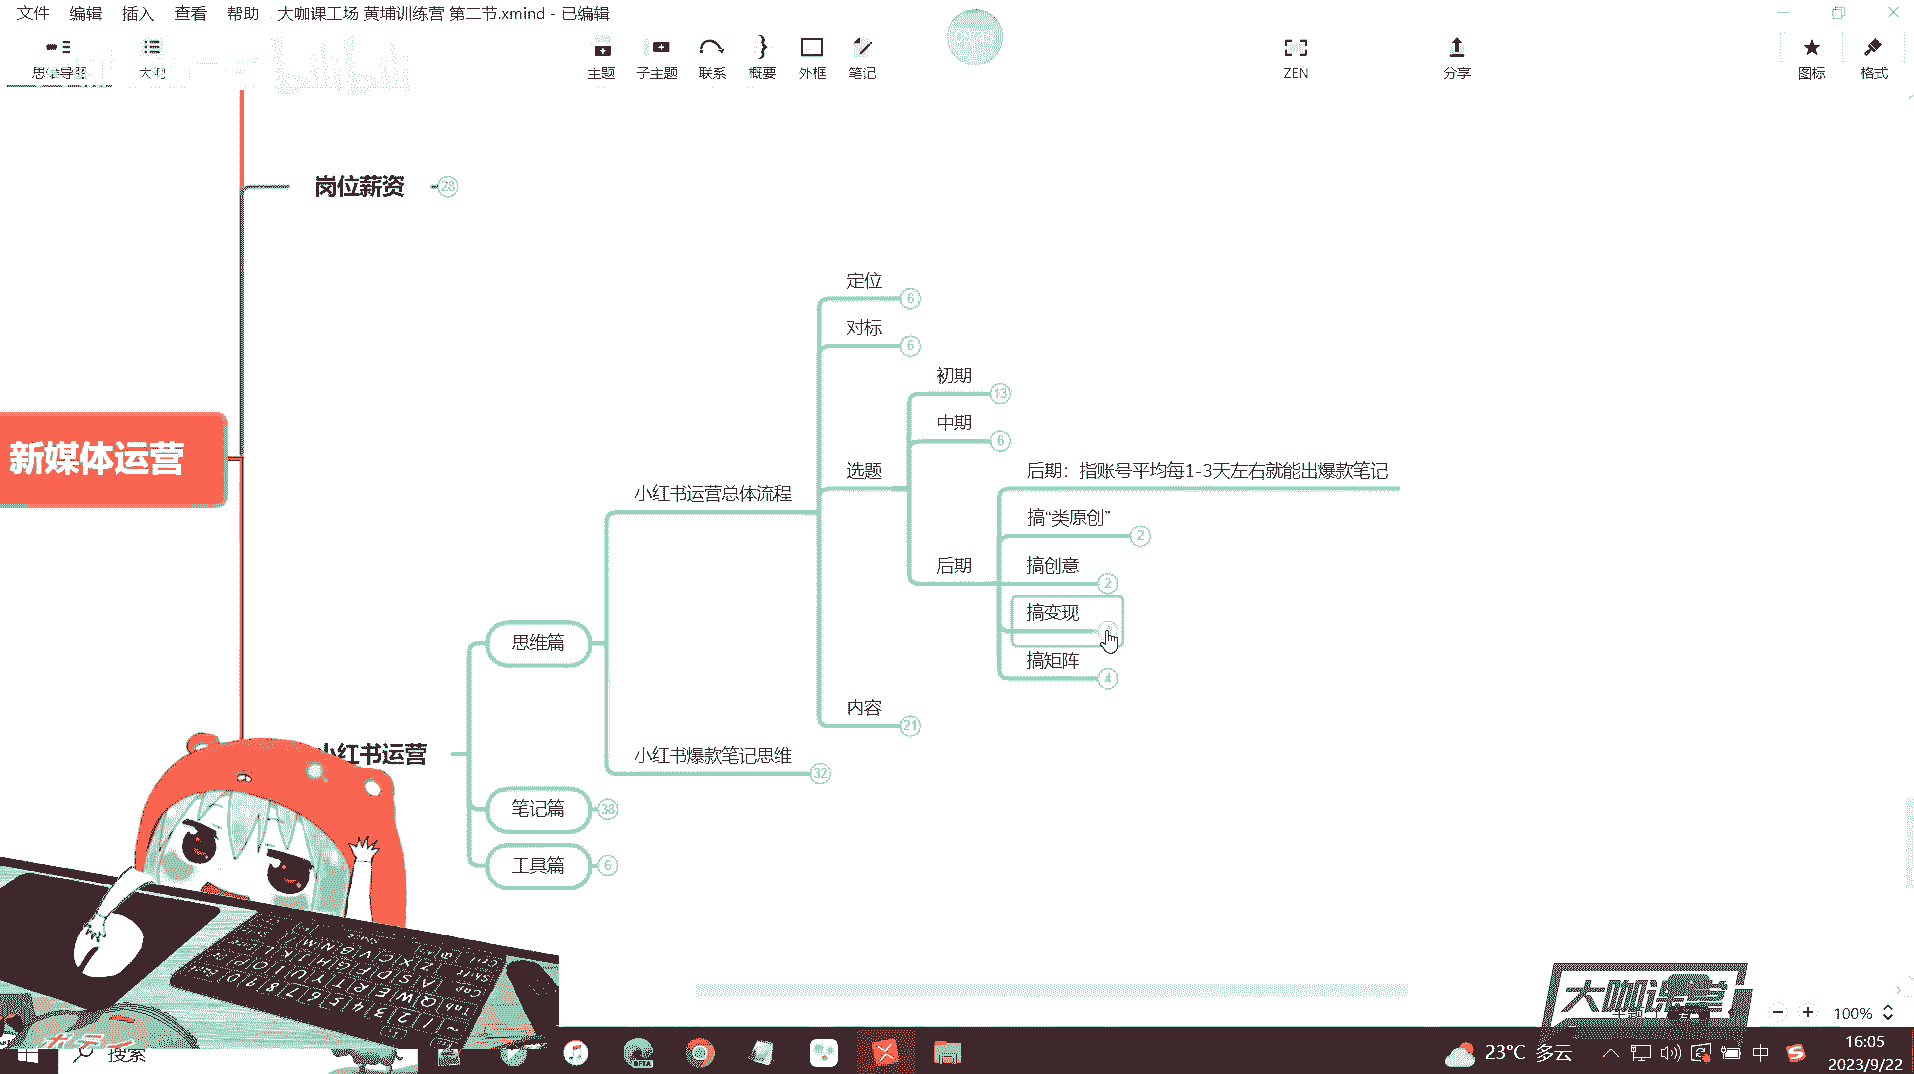 文件 编辑 插入 查看 帮助 大咖课工场 黄埔训练营 第二节.xmind - 已编辑
思维导图 大纲 主题 子主题 联系 概要 外框 笔记 ZEN 分享 图标 格式
岗位薪资 28
定位 6
对标 6
初期 13
中期 6
选题
后期：指账号平均每1-3天左右就能出爆款笔记
小红书运营总体流程
搞“类原创” 2
后期
搞创意 2
搞变现
新媒体运营
思维篇
搞矩阵 4
内容 21
小红书运营
小红书爆款笔记思维 32
笔记篇 38
工具篇 6
大咖课堂
100%
搜索
BETA
23°C 多云
中
16:05
2023/9/22